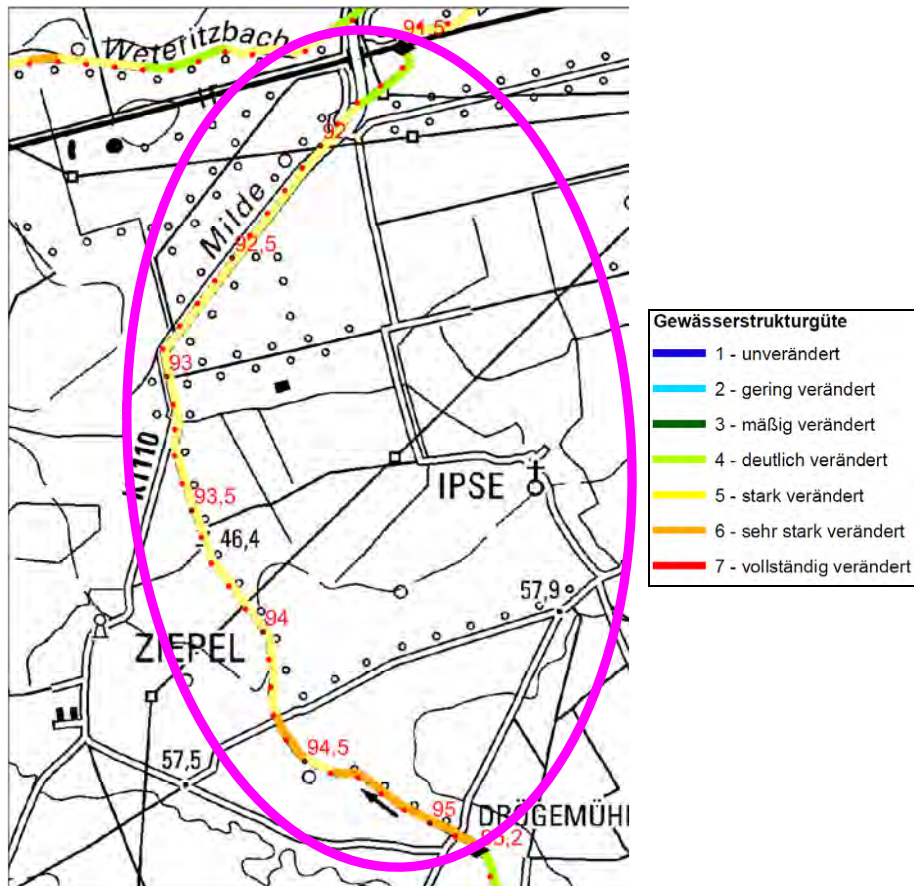 91,5
Weteritzbach
92
Milde
92,5
93
K1110
93,5
IPSE
46,4
57,9
94
ZIEPEL
94,5
57,5
95
DRÖGEMÜH
95,2
Gewässerstrukturgüte
1 - unverändert
2 - gering verändert
3 - mäßig verändert
4 - deutlich verändert
5 - stark verändert
6 - sehr stark verändert
7 - vollständig verändert